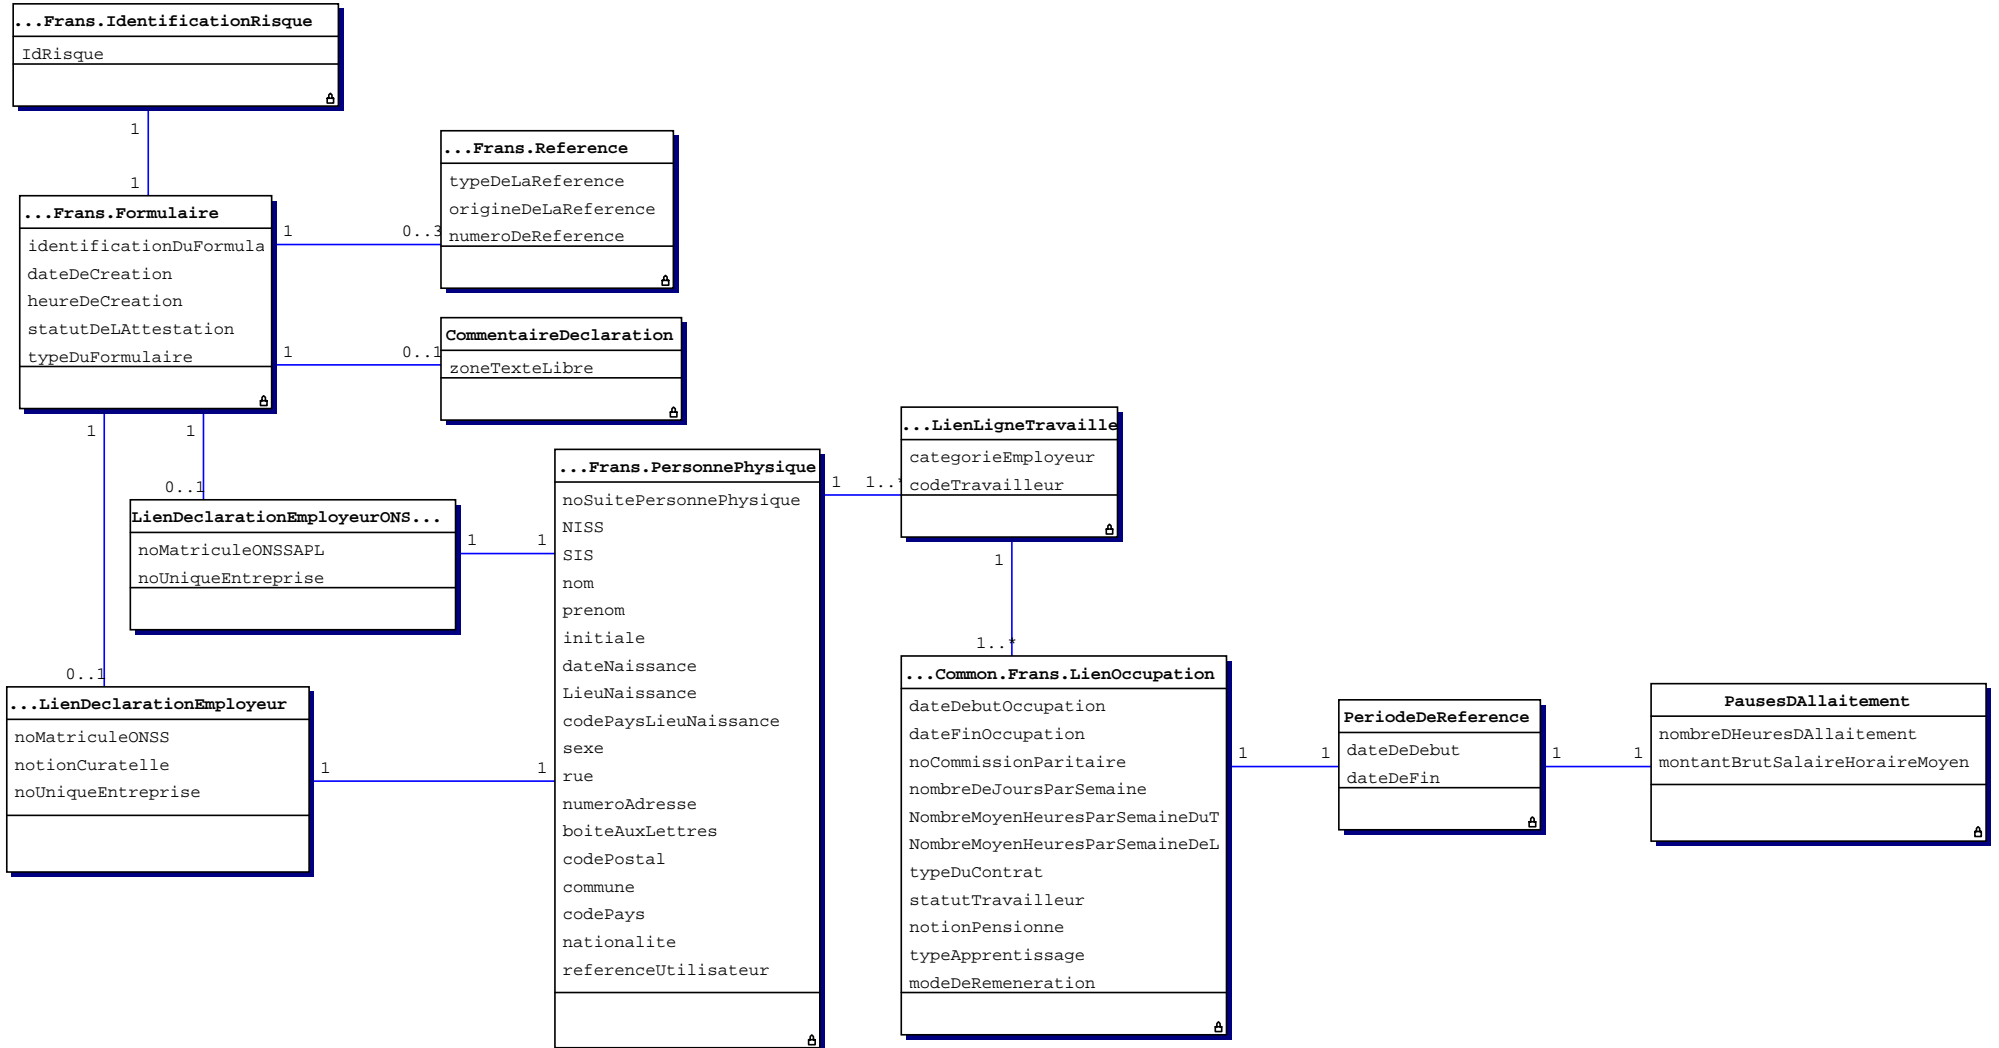 ...Frans.IdentificationRisque
IdRisque
1
1
...Frans.Formulaire
identificationDuFormula
dateDeCreation
heureDeCreation
statutDeLAttestation
typeDuFormulaire
1
0..3
...Frans.Reference
typeDeLaReference
origineDeLaReference
numeroDeReference
1
0..1
CommentaireDeclaration
zoneTexteLibre
1
1
0..1
0..1
LienDeclarationEmployeurONS...
noMatriculeONSSAPL
noUniqueEntreprise
1
1
...LienDeclarationEmployeur
noMatriculeONSS
notionCuratelle
noUniqueEntreprise
1
1
...Frans.PersonnePhysique
noSuitePersonnePhysique
NISS
SIS
nom
prenom
initiale
dateNaissance
LieuNaissance
codePaysLieuNaissance
sexe
rue
numeroAdresse
boiteAuxLettres
codePostal
commune
codePays
nationalite
referenceUtilisateur
1
1..*
...LienLigneTravaille
categorieEmployeur
codeTravailleur
1
1..*
...Common.Frans.LienOccupation
dateDebutOccupation
dateFinOccupation
noCommissionParitaire
nombreDeJoursParSemaine
NombreMoyenHeuresParSemaineDuT
NombreMoyenHeuresParSemaineDeL
typeDuContrat
statutTravailleur
notionPensionne
typeApprentissage
modeDeRemeneration
1
1
PeriodeDeReference
dateDeDebut
dateDeFin
1
1
PausesDAllaitement
nombreDHeuresDAllaitement
montantBrutSalaireHoraireMoyen